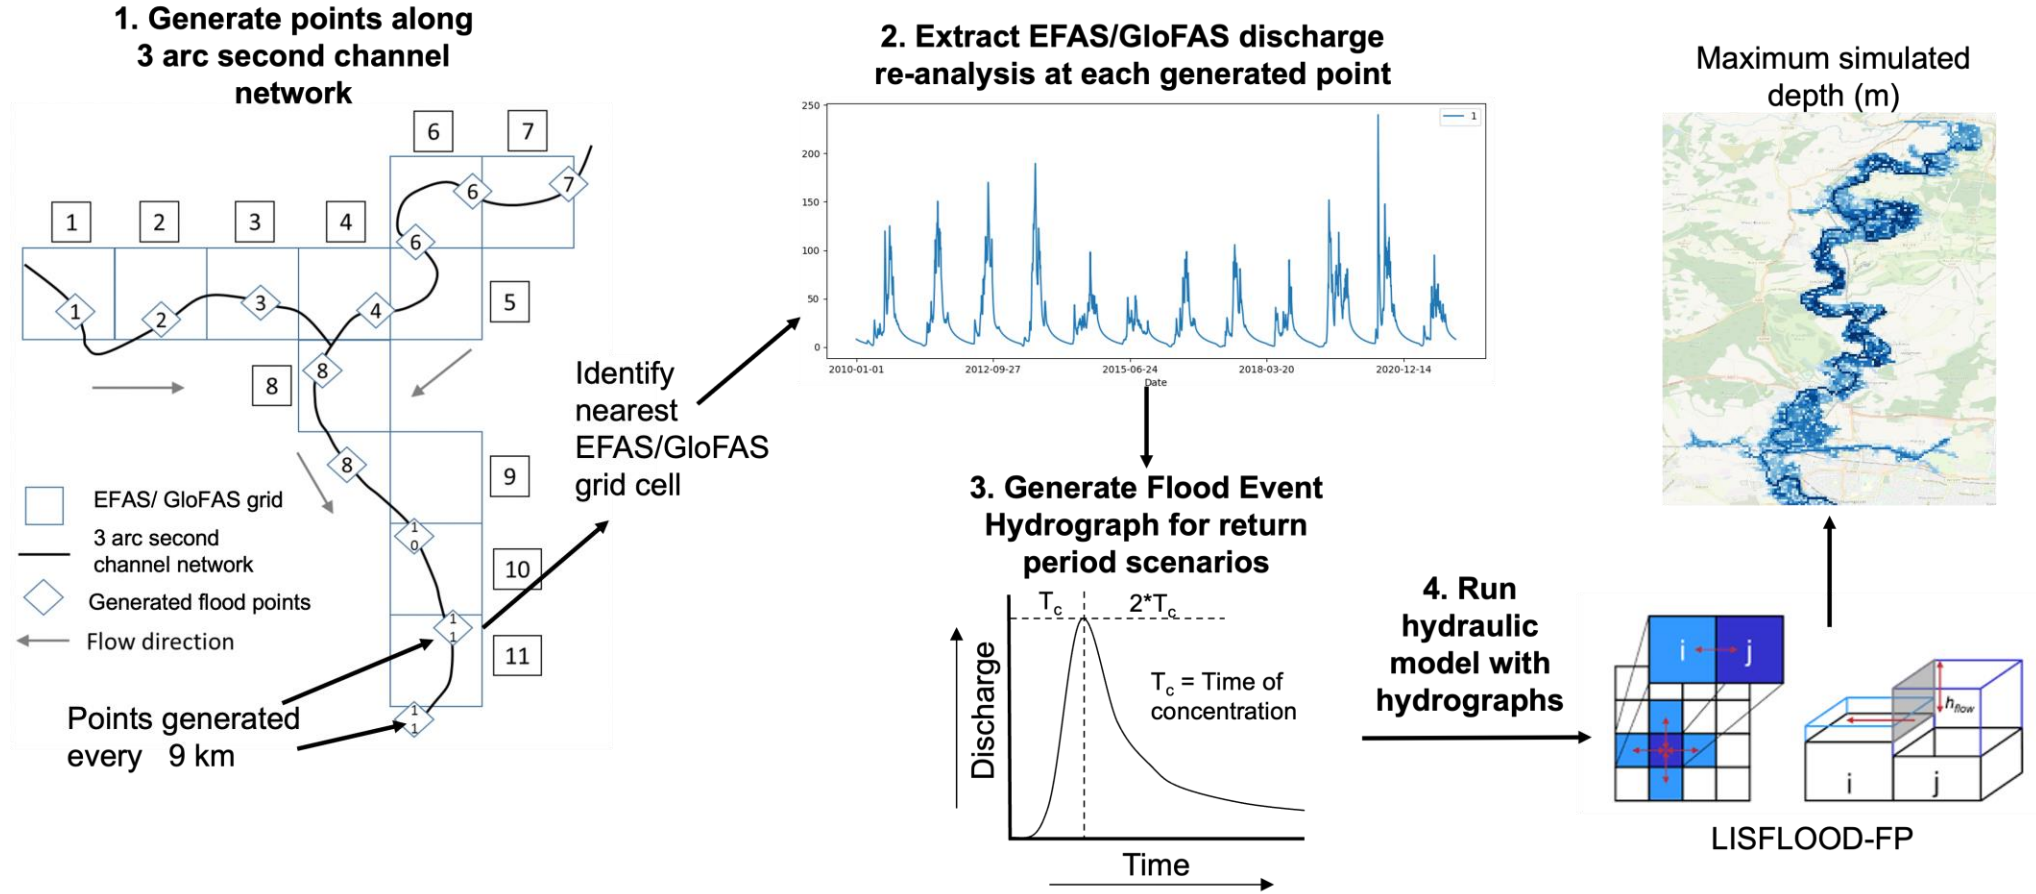 1. Generate points along
3 arc second channel
network
6
7
1
2
3
4
6
7
6
1
2
3
4
5
8
8
8
9
1
0
10
1
1
11
1
1
EFAS/ GloFAS grid
3 arc second
channel network
Generated flood points
Flow direction
Points generated
every 9 km
Identify
nearest
EFAS/GloFAS
grid cell
2. Extract EFAS/GloFAS discharge
re-analysis at each generated point
250
200
150
100
50
0
1
2010-01-01
2012-09-27
2015-06-24
2018-03-20
2020-12-14
Date
3. Generate Flood Event
Hydrograph for return
period scenarios
Tc
2*Tc
Tc = Time of
concentration
Discharge
Time
4. Run
hydraulic
model with
hydrographs
i
j
hflow
i
j
LISFLOOD-FP
Maximum simulated
depth (m)